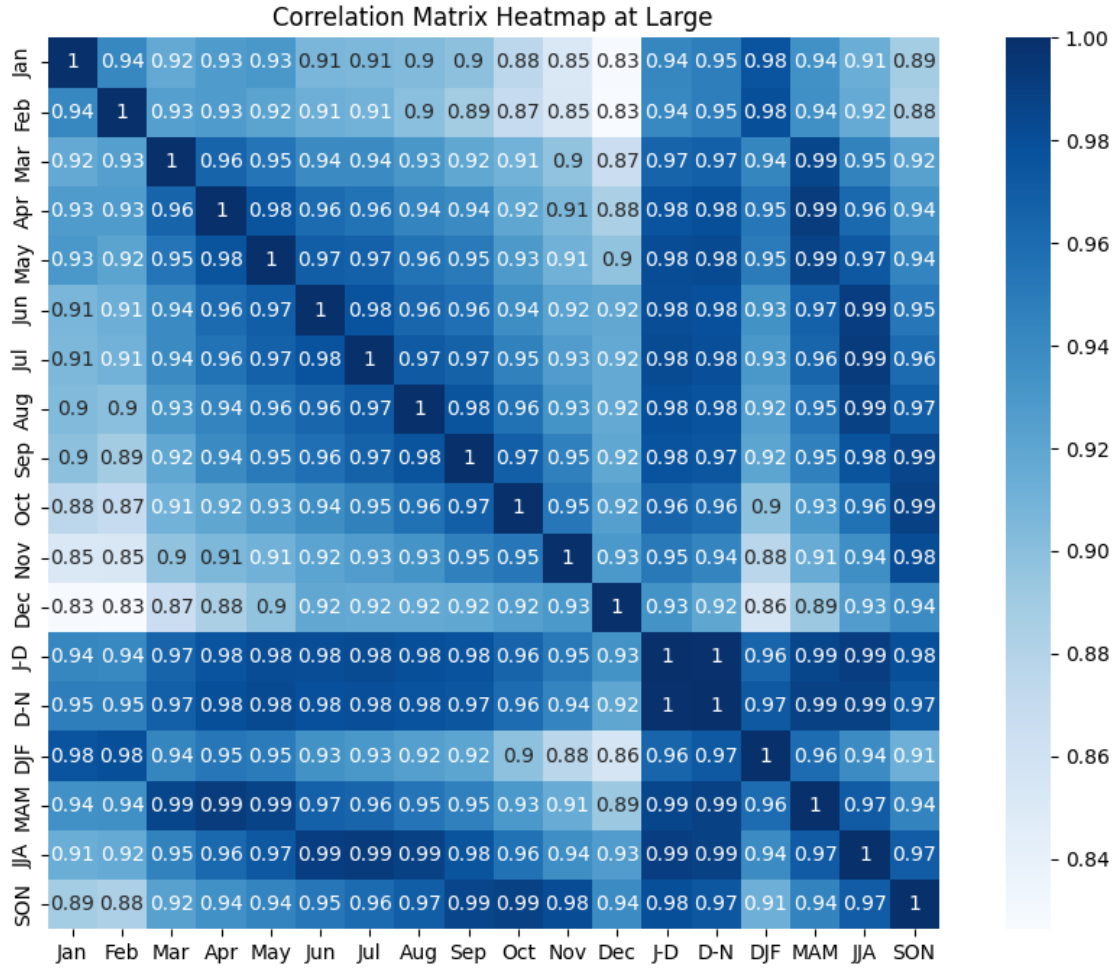 Correlation Matrix Heatmap at Large
Jan 1 0.94 0.92 0.93 0.93 0.91 0.91 0.9 0.9 0.88 0.85 0.83 0.94 0.95 0.98 0.94 0.91 0.89
Feb 0.94 1 0.93 0.93 0.92 0.91 0.91 0.9 0.89 0.87 0.85 0.83 0.94 0.95 0.98 0.94 0.92 0.88
Mar 0.92 0.93 1 0.96 0.95 0.94 0.94 0.93 0.92 0.91 0.9 0.87 0.97 0.97 0.94 0.99 0.95 0.92
Apr 0.93 0.93 0.96 1 0.98 0.96 0.96 0.94 0.94 0.92 0.91 0.88 0.98 0.98 0.95 0.99 0.96 0.94
May 0.93 0.92 0.95 0.98 1 0.97 0.97 0.96 0.95 0.93 0.91 0.9 0.98 0.98 0.95 0.99 0.97 0.94
Jun 0.91 0.91 0.94 0.96 0.97 1 0.98 0.96 0.96 0.94 0.92 0.92 0.98 0.98 0.93 0.97 0.99 0.95
Jul 0.91 0.91 0.94 0.96 0.97 0.98 1 0.97 0.97 0.95 0.93 0.92 0.98 0.98 0.93 0.96 0.99 0.96
Aug 0.9 0.9 0.93 0.94 0.96 0.96 0.97 1 0.98 0.96 0.93 0.92 0.98 0.98 0.92 0.95 0.99 0.97
Sep 0.9 0.89 0.92 0.94 0.95 0.96 0.97 0.98 1 0.97 0.95 0.92 0.98 0.97 0.92 0.95 0.98 0.99
Oct 0.88 0.87 0.91 0.92 0.93 0.94 0.95 0.96 0.97 1 0.95 0.92 0.96 0.96 0.9 0.93 0.96 0.99
Nov 0.85 0.85 0.9 0.91 0.91 0.92 0.93 0.93 0.95 0.95 1 0.93 0.95 0.94 0.88 0.91 0.94 0.98
Dec 0.83 0.83 0.87 0.88 0.9 0.92 0.92 0.92 0.92 0.92 0.93 1 0.93 0.92 0.86 0.89 0.93 0.94
J-D 0.94 0.94 0.97 0.98 0.98 0.98 0.98 0.98 0.98 0.96 0.95 0.93 1 1 0.96 0.99 0.99 0.98
D-N 0.95 0.95 0.97 0.98 0.98 0.98 0.98 0.98 0.97 0.96 0.94 0.92 1 1 0.97 0.99 0.99 0.97
DJF 0.98 0.98 0.94 0.95 0.95 0.93 0.93 0.92 0.92 0.9 0.88 0.86 0.96 0.97 1 0.96 0.94 0.91
MAM 0.94 0.94 0.99 0.99 0.99 0.97 0.96 0.95 0.95 0.93 0.91 0.89 0.99 0.99 0.96 1 0.97 0.94
JJA 0.91 0.92 0.95 0.96 0.97 0.99 0.99 0.99 0.98 0.96 0.94 0.93 0.99 0.99 0.94 0.97 1 0.97
SON 0.89 0.88 0.92 0.94 0.94 0.95 0.96 0.97 0.99 0.99 0.98 0.94 0.98 0.97 0.91 0.94 0.97 1
Jan Feb Mar Apr May Jun Jul Aug Sep Oct Nov Dec J-D D-N DJF MAM JJA SON
1.00
0.98
0.96
0.94
0.92
0.90
0.88
0.86
0.84